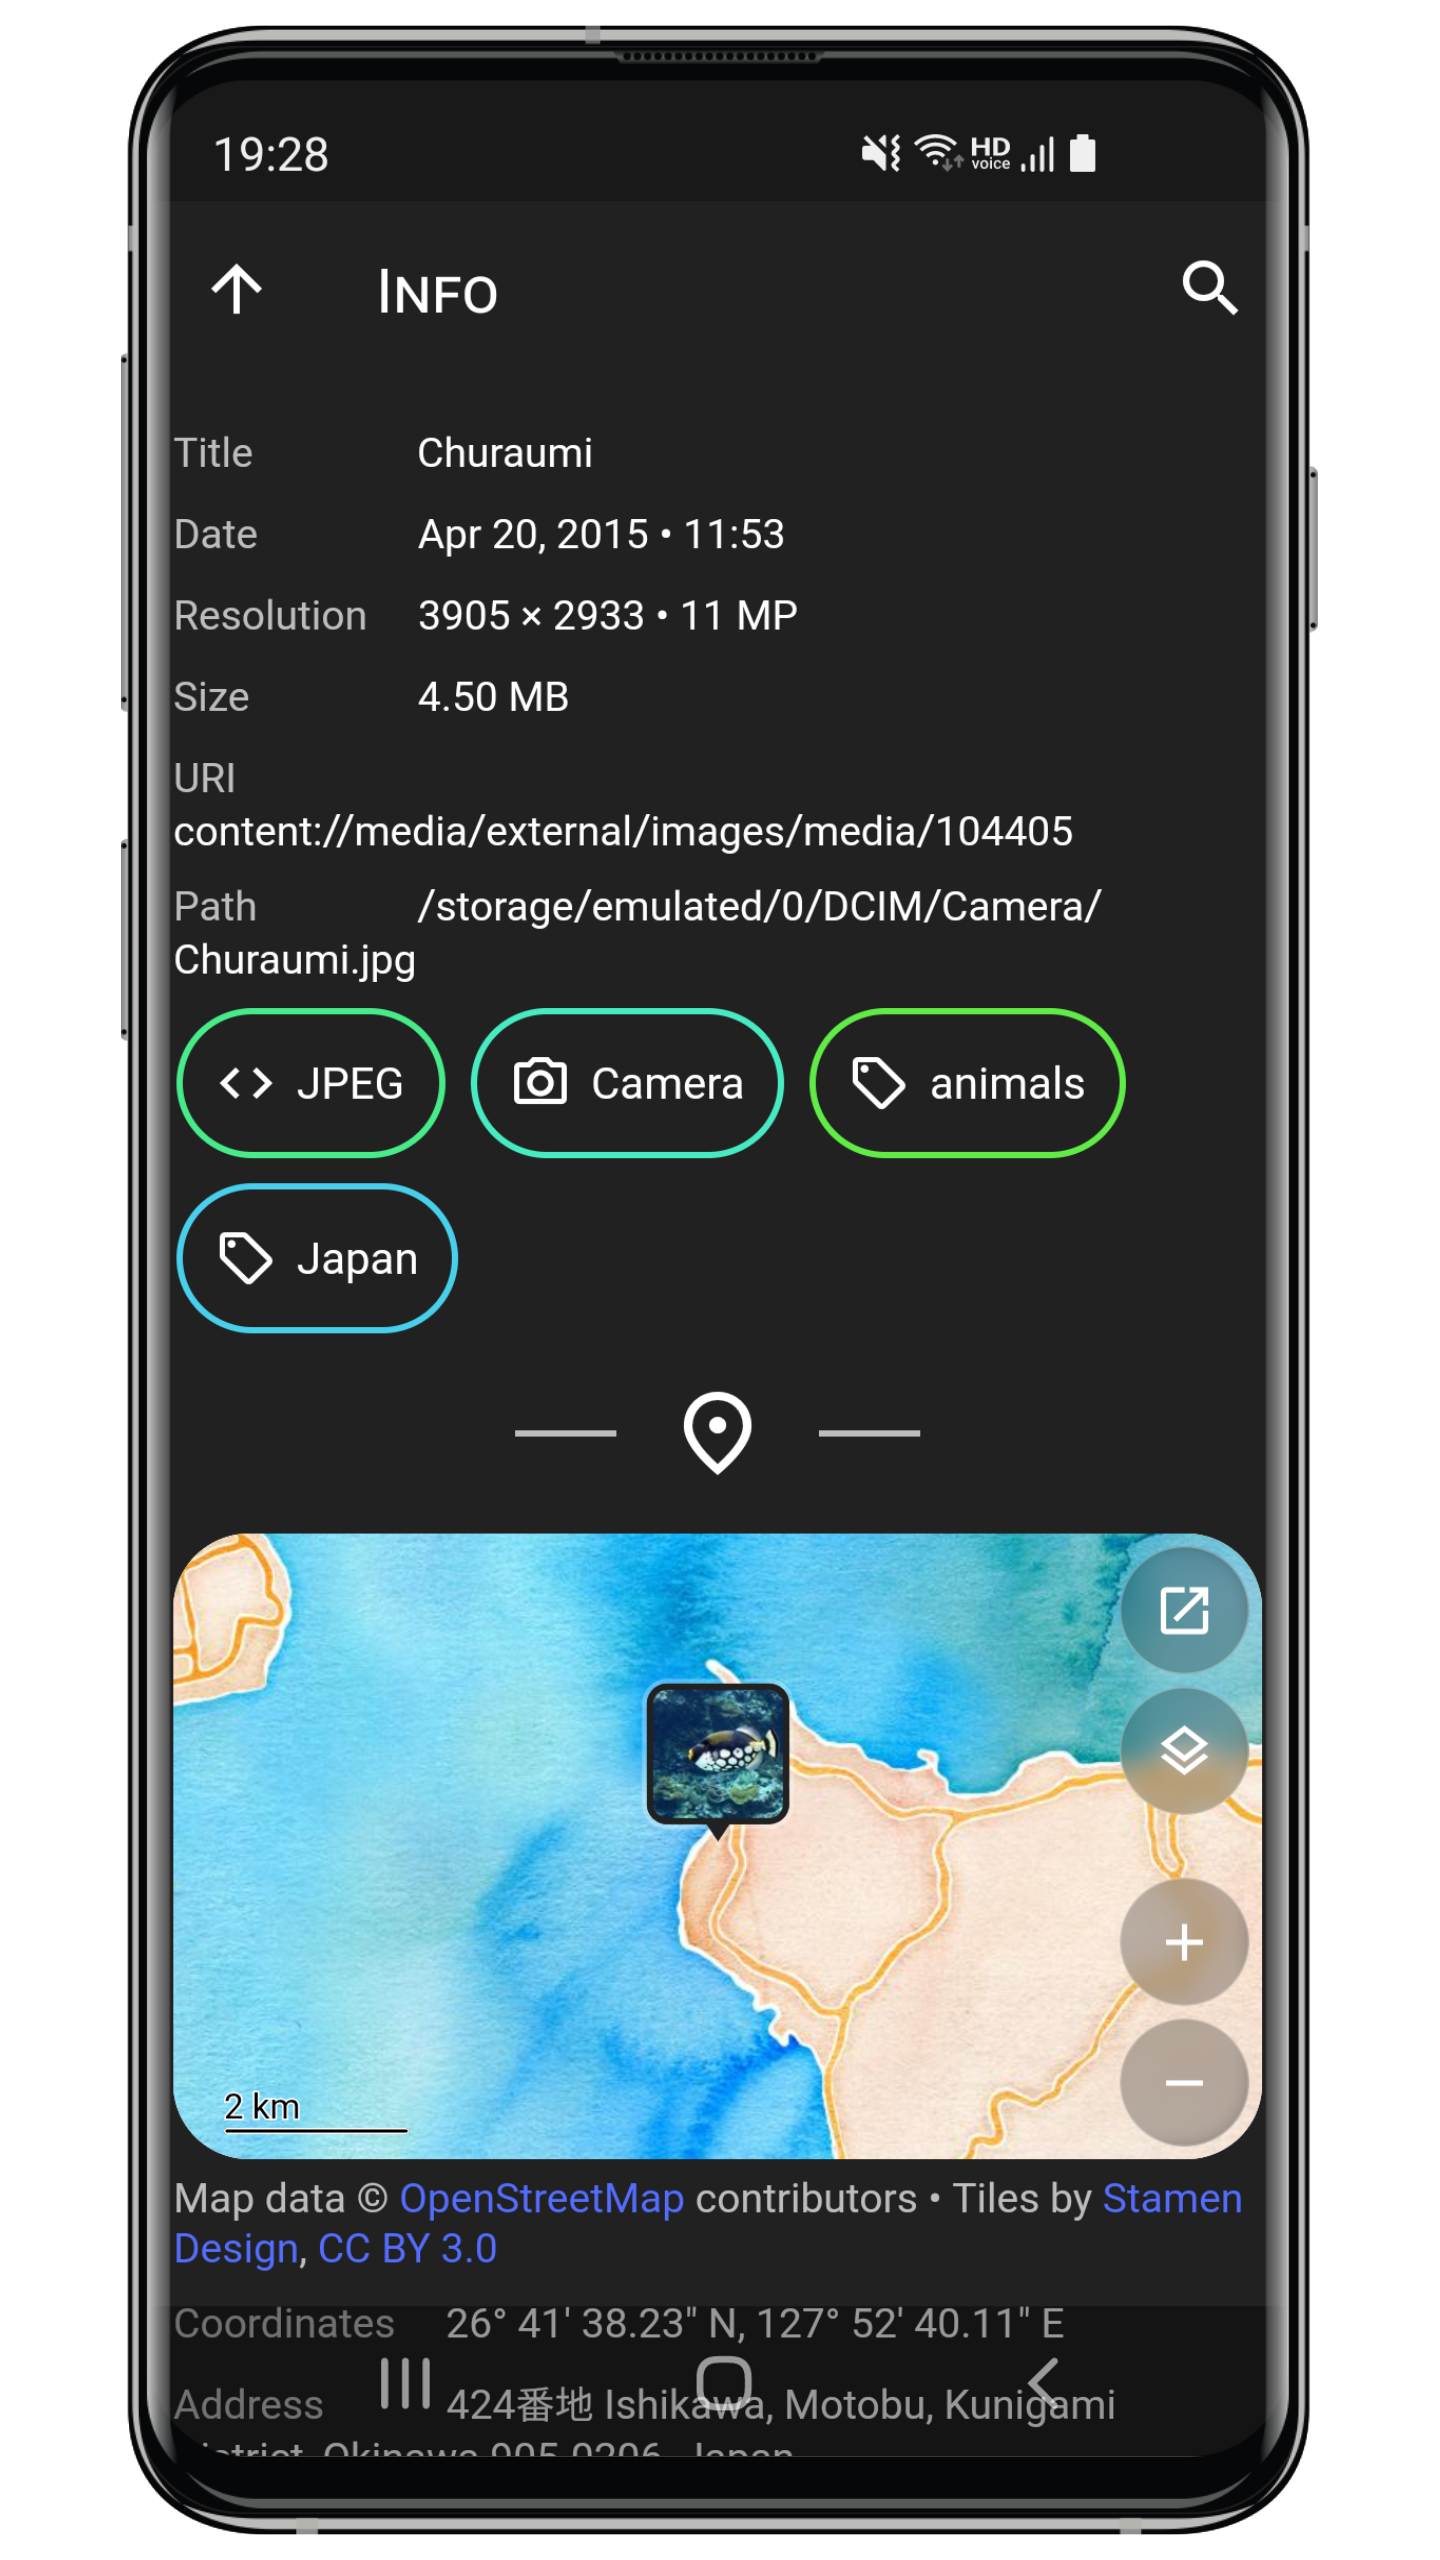 19:28
HD
voice
INFO
Title Churaumi
Date Apr 20, 2015 • 11:53
Resolution 3905 × 2933 • 11 MP
Size 4.50 MB
URI
content://media/external/images/media/104405
Path /storage/emulated/0/DCIM/Camera/
Churaumi.jpg
JPEG Camera animals
Japan
2 km
Map data © OpenStreetMap contributors • Tiles by Stamen
Design, CC BY 3.0
Coordinates 26° 41' 38.23" N, 127° 52' 40.11" E
Address 424番地 Ishikawa, Motobu, Kunigami
Okinawa Japan